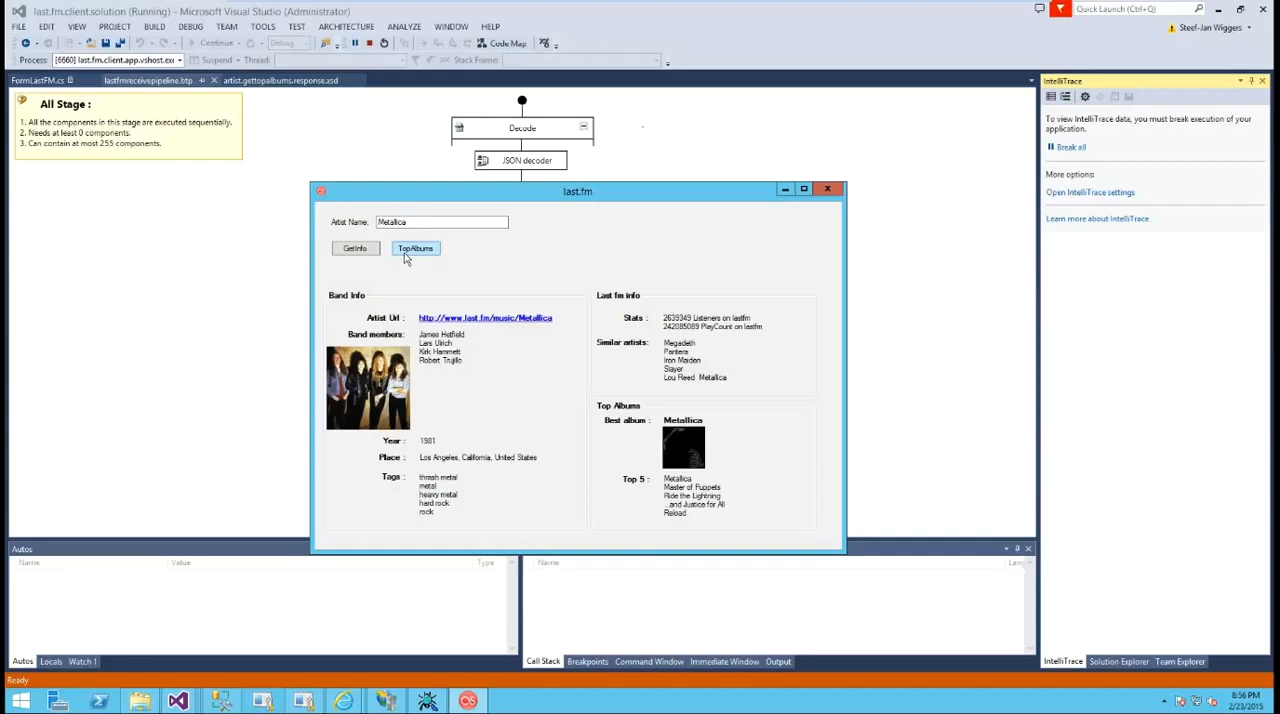 last.fm.client.solution (Running) - Microsoft Visual Studio (Administrator)
Quick Launch (Ctrl+Q)
FILE EDIT VIEW PROJECT BUILD DEBUG TEAM TOOLS TEST ARCHITECTURE ANALYZE WINDOW HELP
Steef-Jan Wiggers
Continue Debug Code Map
Process: [6660] last.fm.client.app.vshost.exe Suspend Thread: Stack Frame:
FormLastFM.cs lastfmreceivepipeline.btp artist.gettopalbums.response.xsd
IntelliTrace
All Stage :
1. All the components in this stage are executed sequentially.
2. Needs at least 0 components.
3. Can contain at most 255 components.
Decode
JSON decoder
To view IntelliTrace data, you must break execution of your
application.
Break all
More options:
Open IntelliTrace settings
Learn more about IntelliTrace
last.fm
Artist Name: Metallica
GetInfo TopAlbums
Band Info
Artist Url : http://www.last.fm/music/Metallica
Band members: James Hetfield
Lars Ulrich
Kirk Hammett
Robert Trujillo
Year : 1981
Place : Los Angeles, California, United States
Tags : thrash metal
metal
heavy metal
hard rock
rock
Last fm info
Stats : 2639349 Listeners on lastfm
242085089 PlayCount on lastfm
Similar artists: Megadeth
Pantera
Iron Maiden
Slayer
Lou Reed Metallica
Top Albums
Best album : Metallica
Top 5 : Metallica
Master of Puppets
Ride the Lightning
...and Justice for All
Reload
Autos
Name Value Type
Name Lang
Autos Locals Watch 1
Call Stack Breakpoints Command Window Immediate Window Output
IntelliTrace Solution Explorer Team Explorer
Ready
8:56 PM
2/23/2015